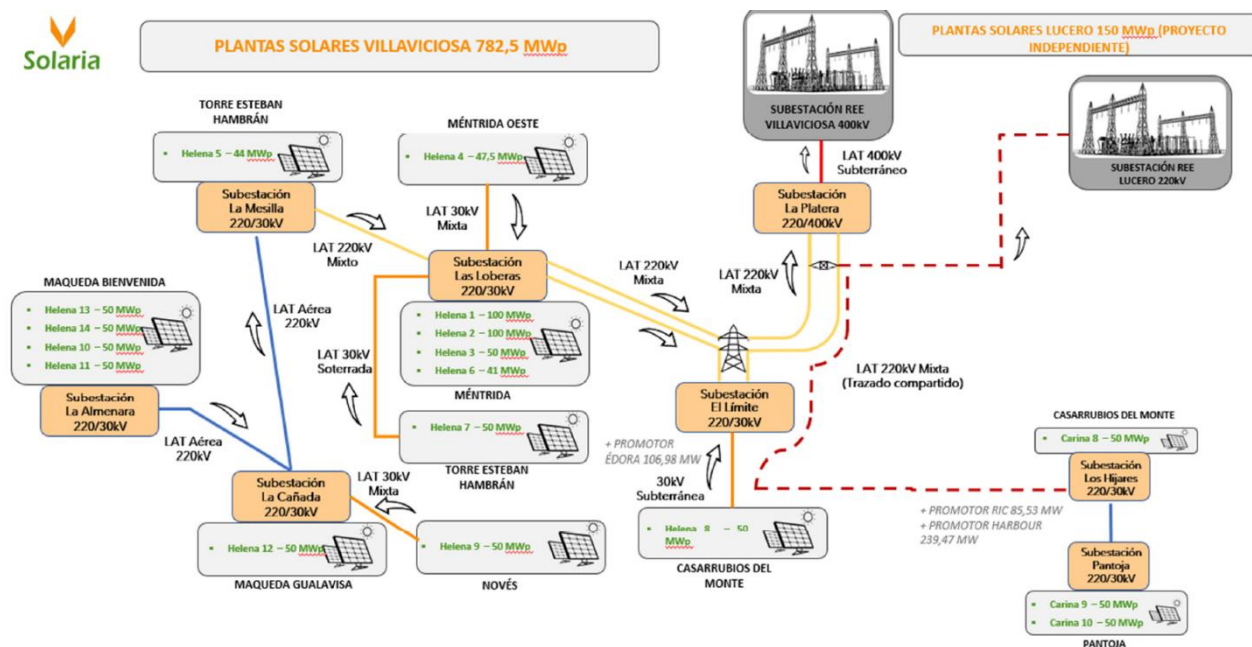 Solaria
PLANTAS SOLARES VILLAVICIOSA 782,5 MWp
PLANTAS SOLARES LUCERO 150 MWp (PROYECTO
INDEPENDIENTE)
SUBESTACIÓN REE
VILLAVICIOSA 400kV
SUBESTACIÓN REE
LUCERO 220kV
TORRE ESTEBAN
HAMBRÁN
Helena 5 – 44 MWp
Subestación
La Mesilla
220/30kV
MÉNTRIDA OESTE
Helena 4 – 47,5 MWp
LAT 30kV
Mixta
LAT 220kV
Mixto
LAT 400kV
Subterráneo
Subestación
La Platera
220/400kV
Subestación
Las Loberas
220/30kV
LAT 220kV
Mixta
LAT 220kV
Mixta
MAQUEDA BIENVENIDA
Helena 13 – 50 MWp
Helena 14 – 50 MWp
Helena 10 – 50 MWp
Helena 11 – 50 MWp
LAT Aérea
220kV
Helena 1 – 100 MWp
Helena 2 – 100 MWp
Helena 3 – 50 MWp
Helena 6 – 41 MWp
MÉNTRIDA
LAT 30kV
Soterrada
LAT 220kV Mixta
(Trazado compartido)
Subestación
La Almenara
220/30kV
LAT Aérea
220kV
Subestación
El Límite
220/30kV
Helena 7 – 50 MWp
TORRE ESTEBAN
HAMBRÁN
+ PROMOTOR
ÉDORA 106,98 MW
30kV
Subterránea
CASARRUBIOS DEL MONTE
Carina 8 – 50 MWp
Subestación
Los Hijares
220/30kV
Subestación
La Cañada
220/30kV
LAT 30kV
Mixta
+ PROMOTOR RIC 85,53 MW
+ PROMOTOR HARBOUR
239,47 MW
Helena 12 – 50 MWp
MAQUEDA GUALAVISA
Helena 9 – 50 MWp
NOVÉS
Helena 8 – 50
MWp
CASARRUBIOS DEL
MONTE
Subestación
Pantoja
220/30kV
Carina 9 – 50 MWp
Carina 10 – 50 MWp
PANTOJA